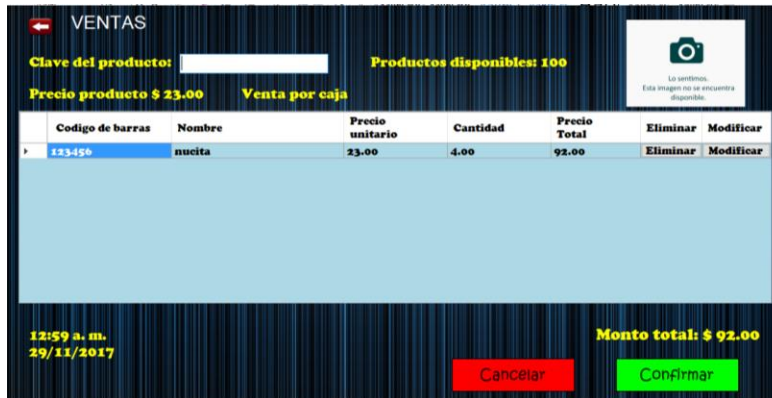 VENTAS
Clave del producto:
Productos disponibles: 100
Precio producto $ 23.00
Venta por caja
Lo sentimos.
Esta imagen no se encuentra
disponible.
Codigo de barras Nombre Precio unitario Cantidad Precio Total Eliminar Modificar
123456 nucita 23.00 4.00 92.00 Eliminar Modificar
12:59 a. m.
29/11/2017
Monto total: $ 92.00
Cancelar
Confirmar